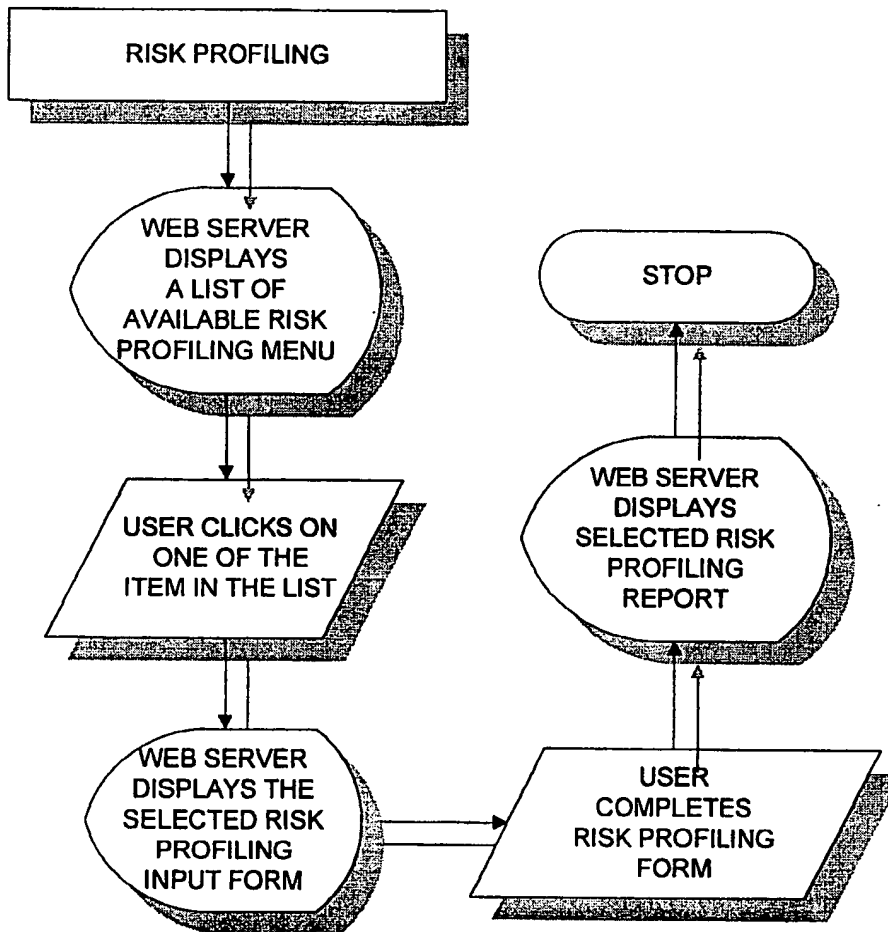 RISK PROFILING
WEB SERVER
DISPLAYS
A LIST OF
AVAILABLE RISK
PROFILING MENU
USER CLICKS ON
ONE OF THE
ITEM IN THE LIST
WEB SERVER
DISPLAYS THE
SELECTED RISK
PROFILING
INPUT FORM
USER
COMPLETES
RISK PROFILING
FORM
WEB SERVER
DISPLAYS
SELECTED RISK
PROFILING
REPORT
STOP